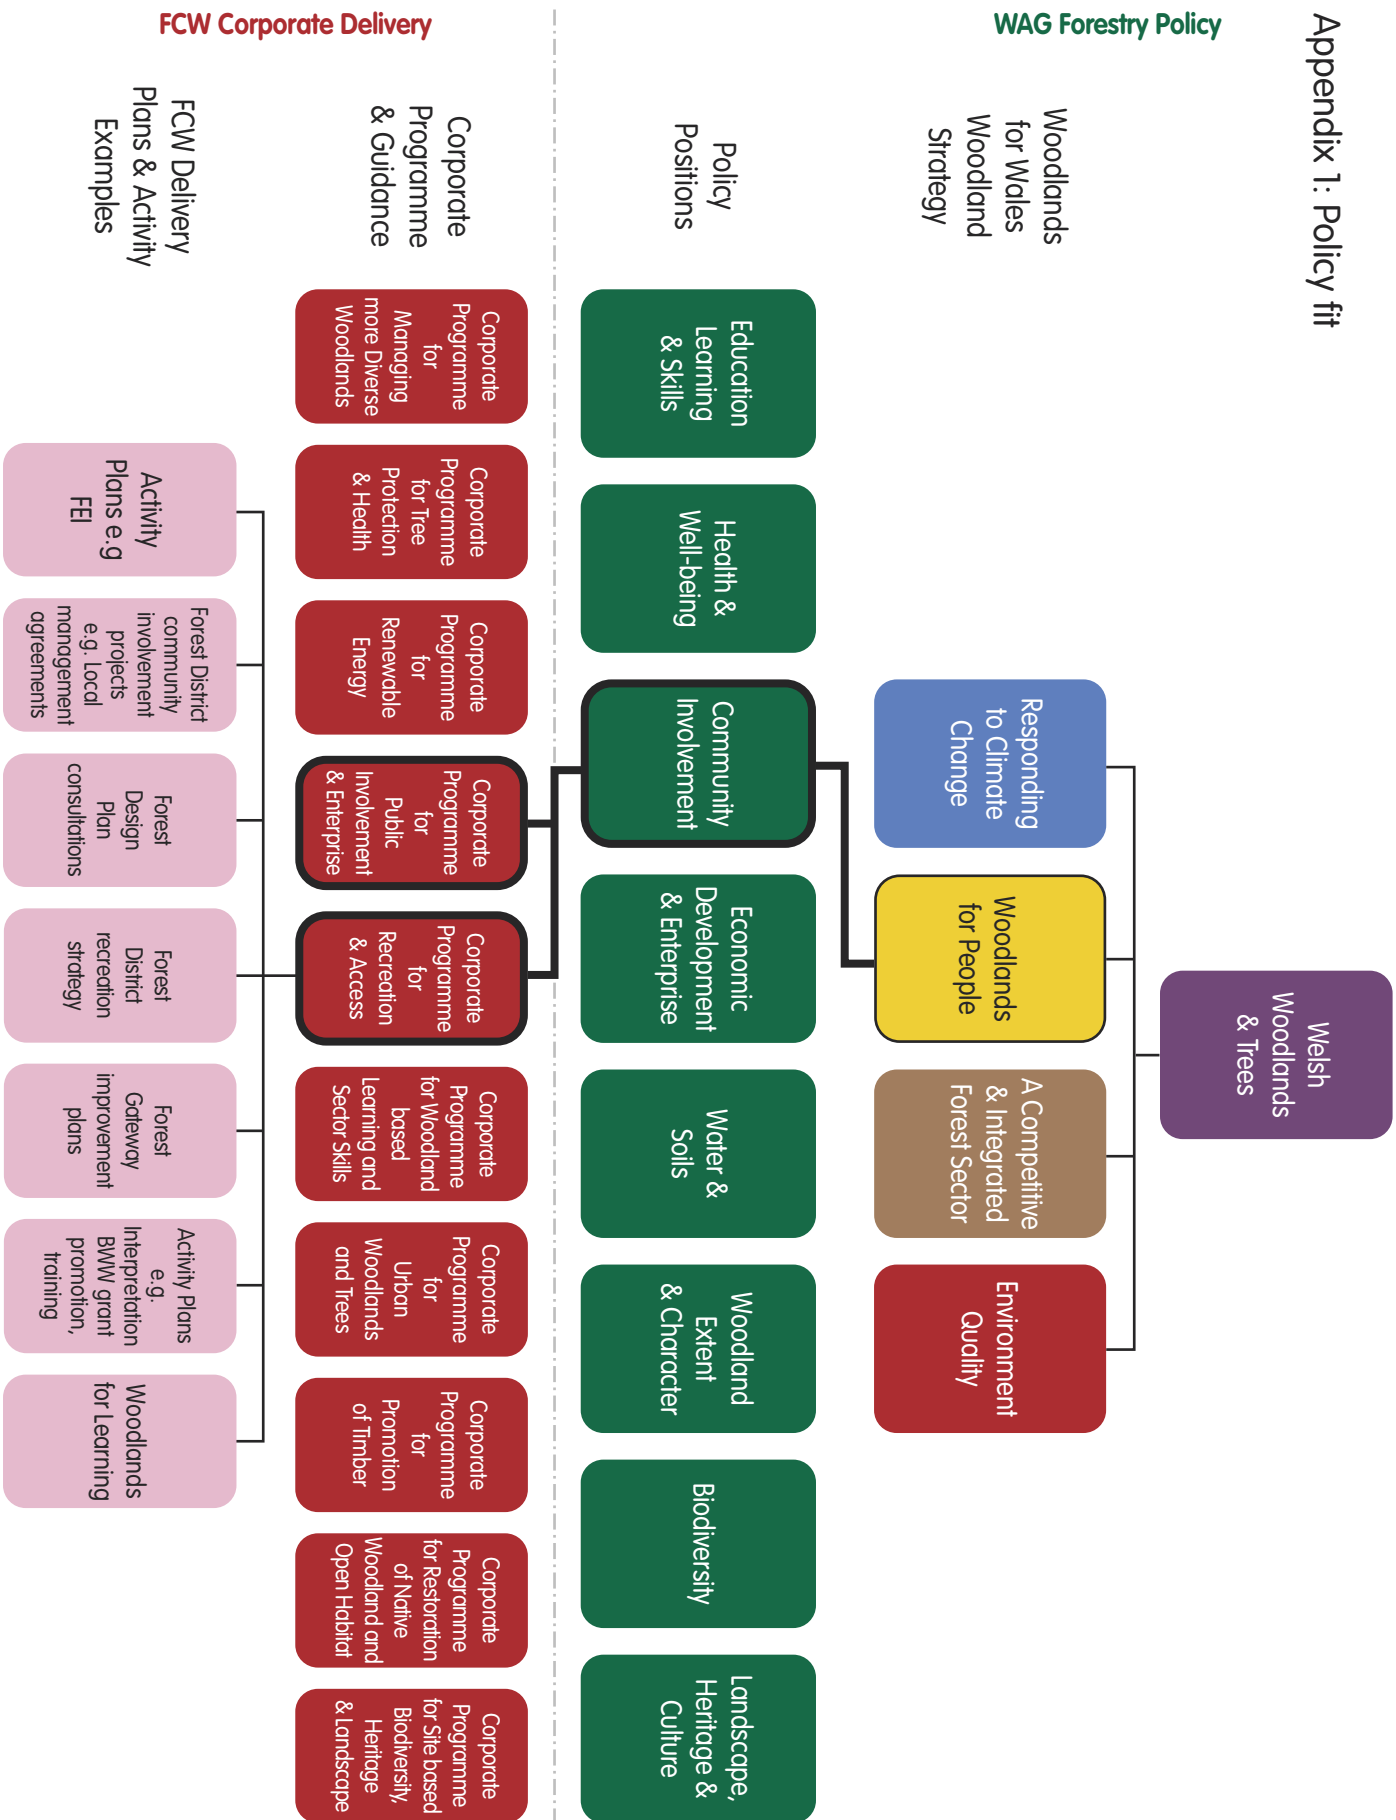 Appendix 1: Policy fit
WAG Forestry Policy
Welsh
Woodlands
& Trees
Woodlands
for Wales
Woodland
Strategy
Responding
to Climate
Change
Woodlands
for People
A Competitive
& Integrated
Forest Sector
Environment
Quality
Policy
Positions
Education
Learning
& Skills
Health &
Well-being
Community
Involvement
Economic
Development
& Enterprise
Water &
Soils
Woodland
Extent
& Character
Biodiversity
Landscape,
Heritage &
Culture
FCW Corporate Delivery
Corporate
Programme
& Guidance
Corporate
Programme
for
Managing
more Diverse
Woodlands
Corporate
Programme
for Tree
Protection
& Health
Corporate
Programme
for
Renewable
Energy
Corporate
Programme
for
Public
Involvement
& Enterprise
Corporate
Programme
for
Recreation
& Access
Corporate
Programme
for Woodland
based
Learning and
Sector Skills
Corporate
Programme
for
Urban
Woodlands
and Trees
Corporate
Programme
for
Promotion
of Timber
Corporate
Programme
for Restoration
of Native
Woodland and
Open Habitat
Corporate
Programme
for Site based
Biodiversity,
Heritage
& Landscape
FCW Delivery
Plans & Activity
Examples
Activity
Plans e.g
FEI
Forest District
community
involvement
projects
e.g. Local
management
agreements
Forest
Design
Plan
consultations
Forest
District
recreation
strategy
Forest
Gateway
improvement
plans
Activity Plans
e.g.
Interpretation
BWW grant
promotion,
training
Woodlands
for Learning